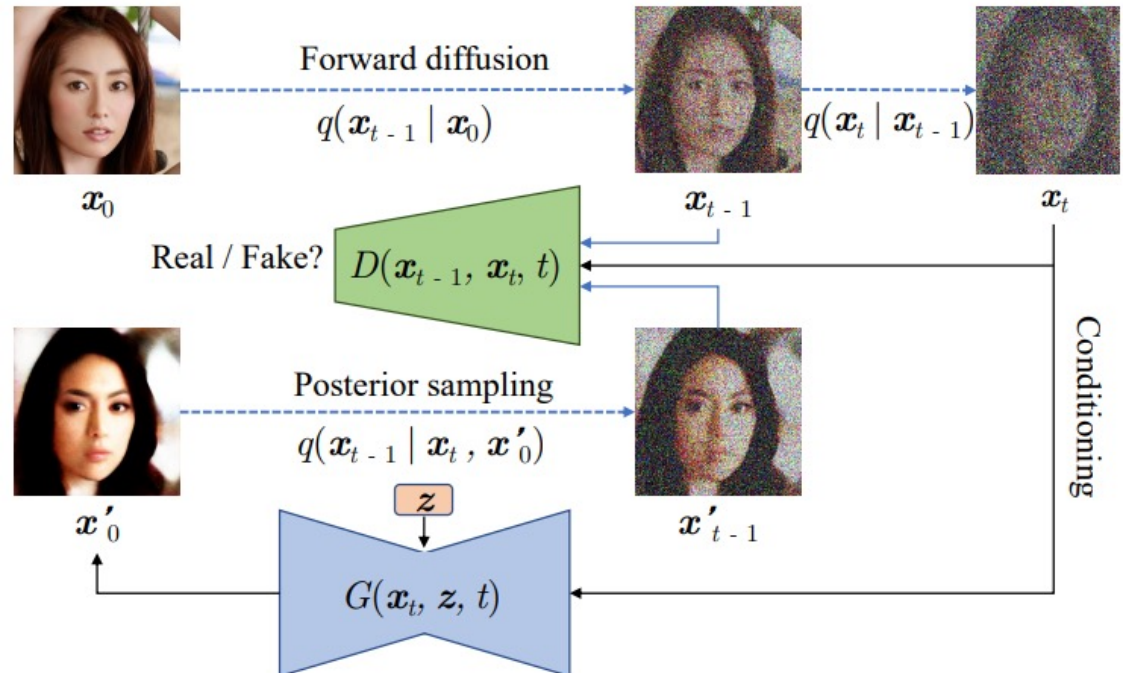 Forward diffusion
q(x_{t - 1} | x_0)
q(x_t | x_{t - 1})
x_0
x_{t - 1}
x_t
Real / Fake?
D(x_{t - 1}, x_t, t)
Conditioning
Posterior sampling
q(x_{t - 1} | x_t , x'_0)
z
x'_0
x'_{t - 1}
G(x_t, z, t)